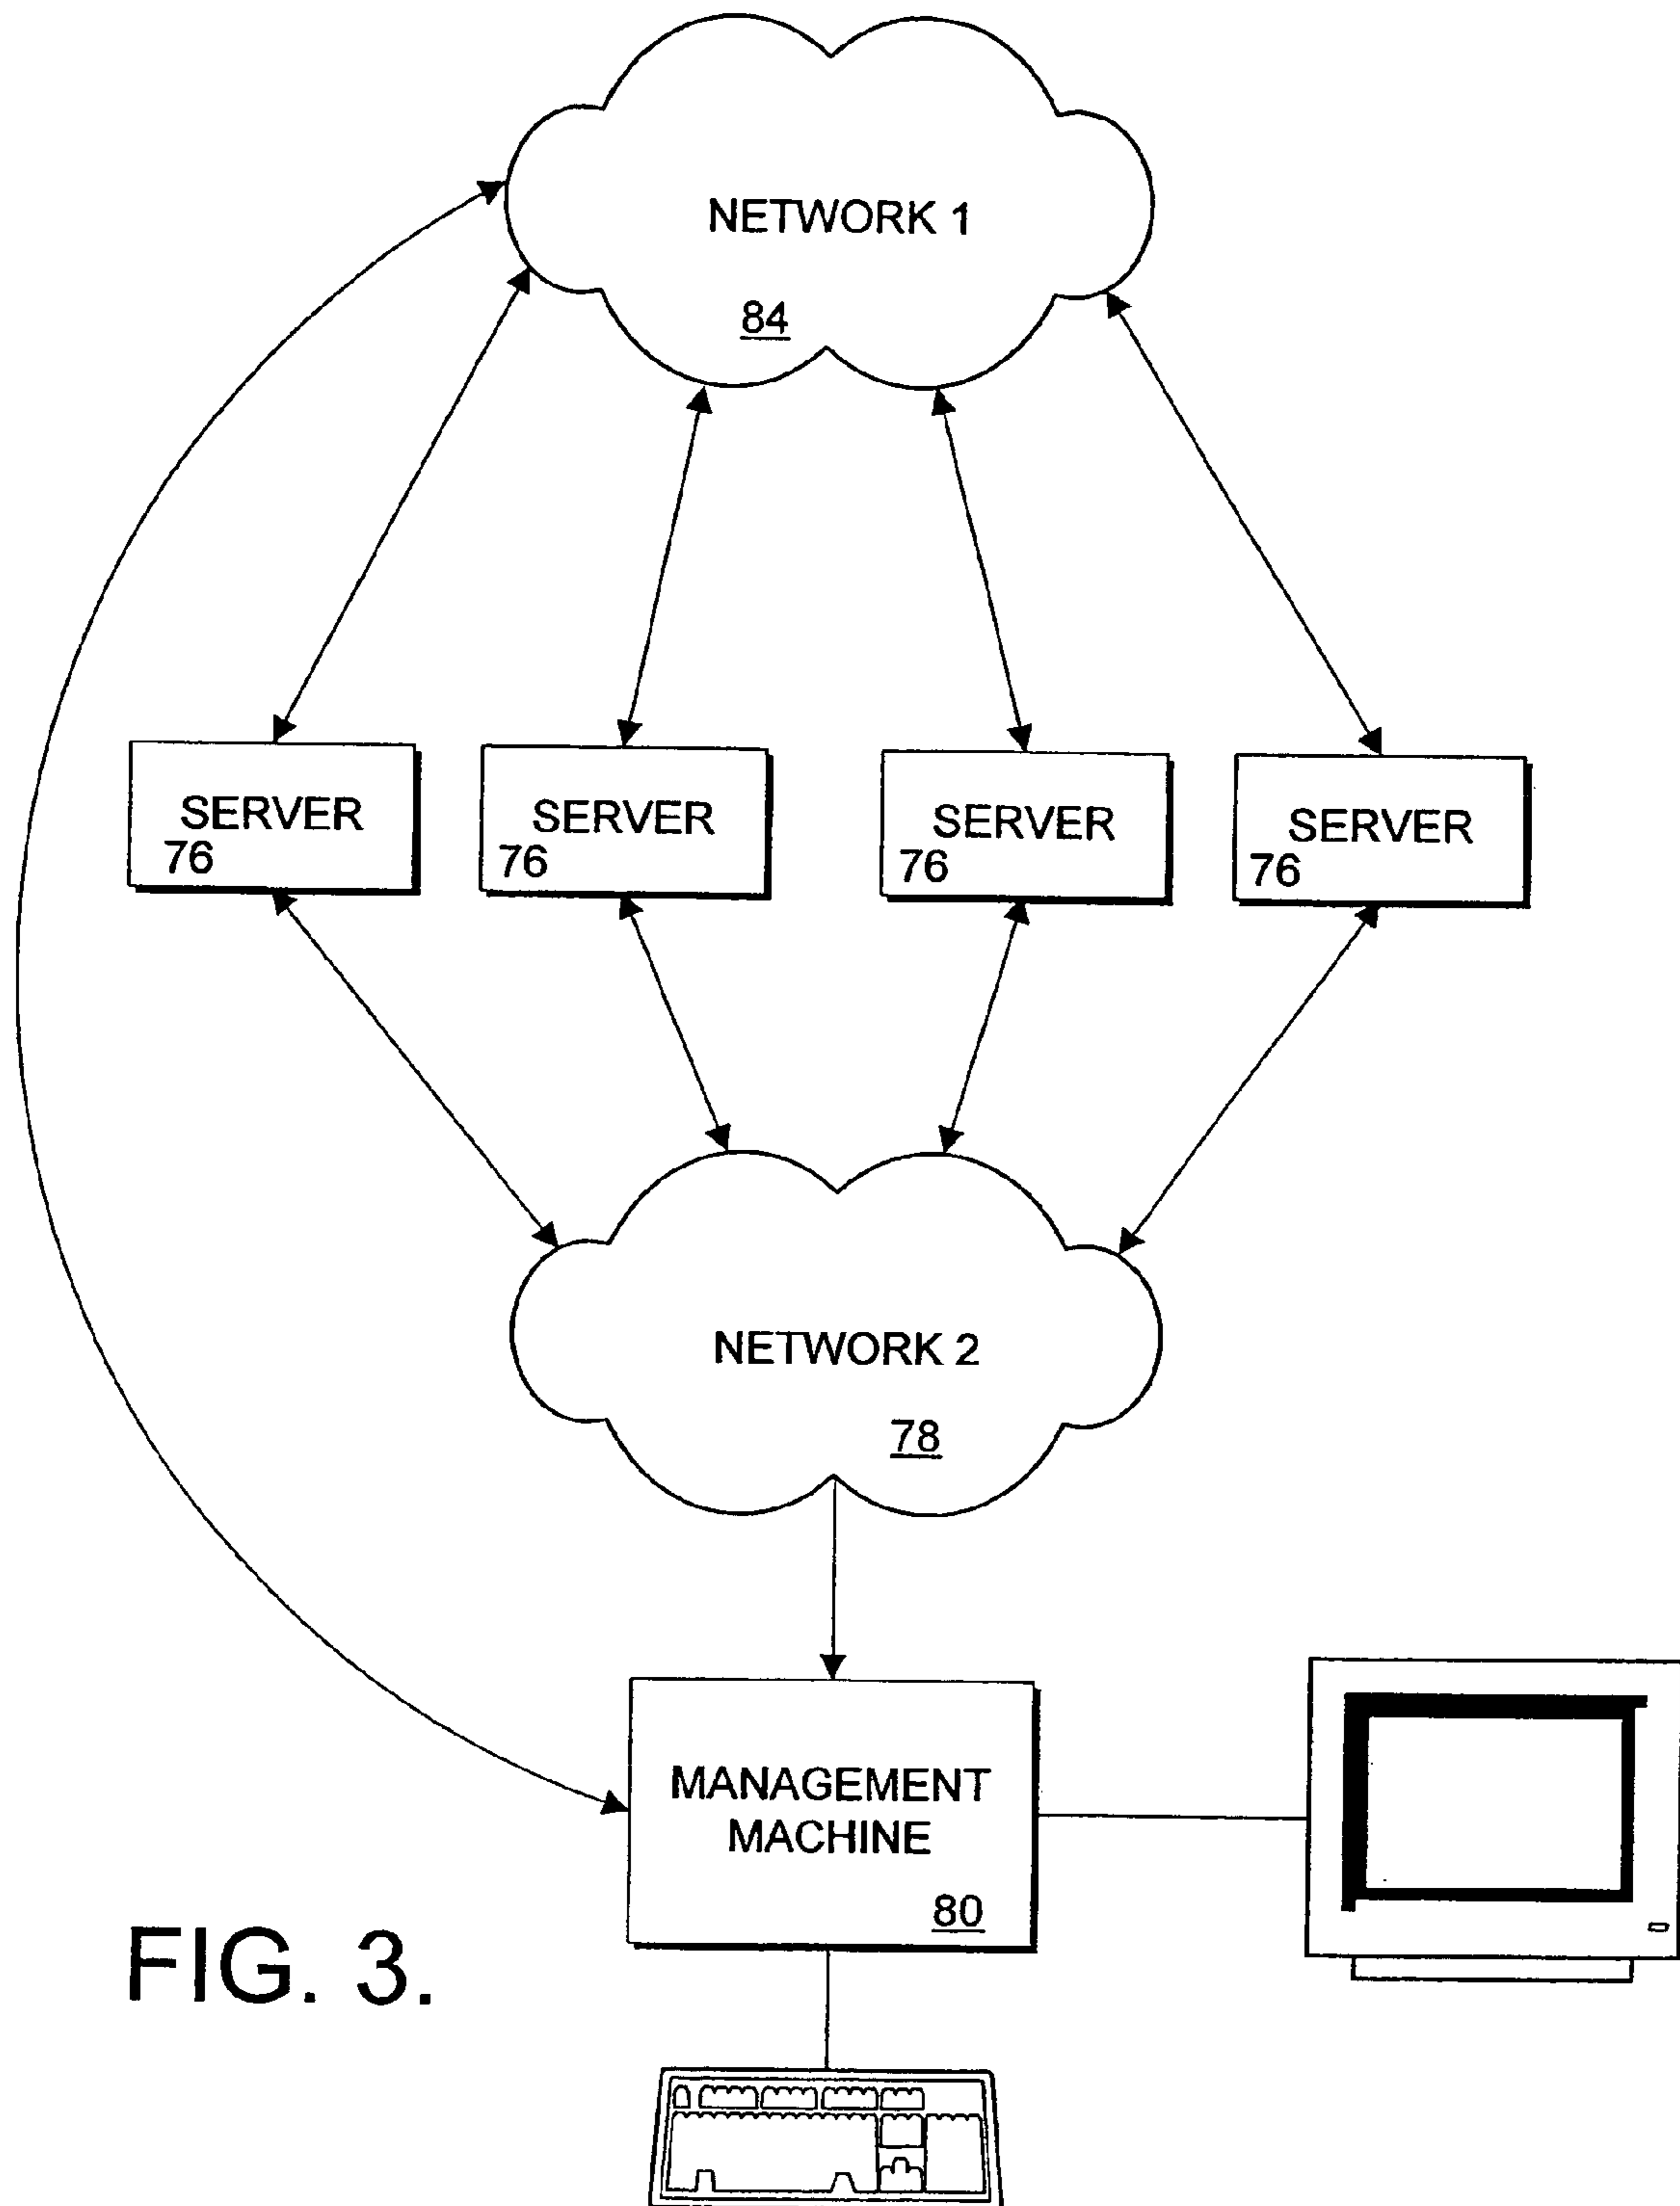 NETWORK 1
84
SERVER
76
SERVER
76
SERVER
76
SERVER
76
NETWORK 2
78
MANAGEMENT
MACHINE
80
FIG. 3.